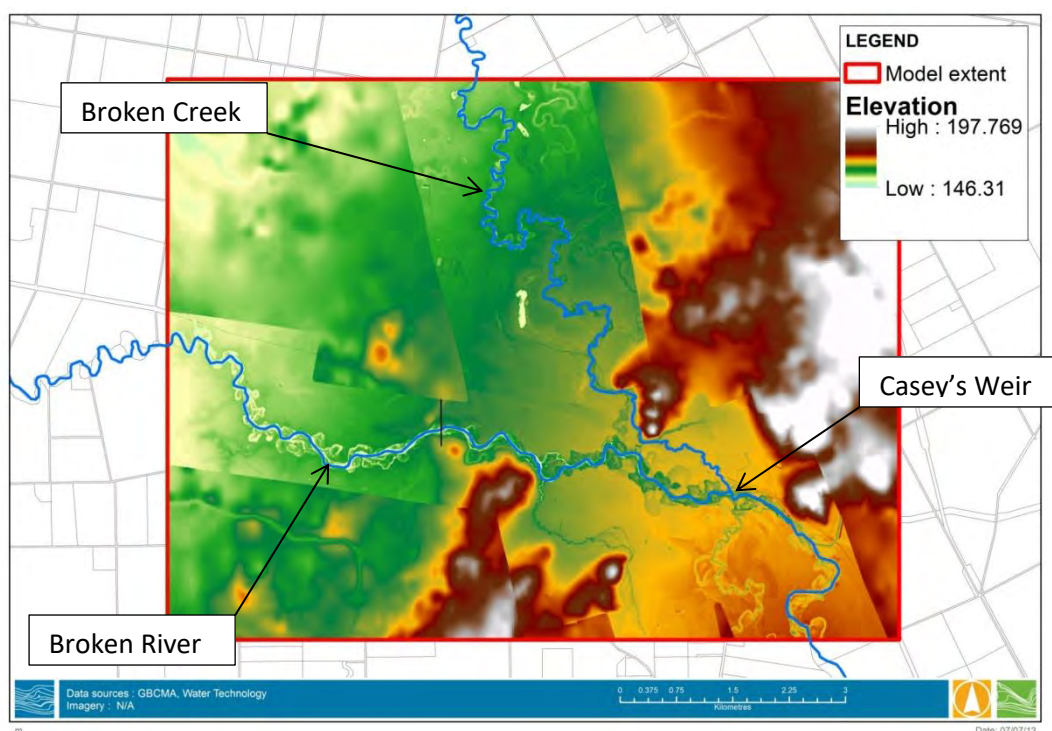 LEGEND
Model extent
Elevation
High : 197.769
Low : 146.31
Broken Creek
Casey's Weir
Broken River
Data sources : GBCMA, Water Technology
Imagery : N/A
0 0.375 0.75 1.5 2.25 3
Kilometres
m
Date: 07/07/13